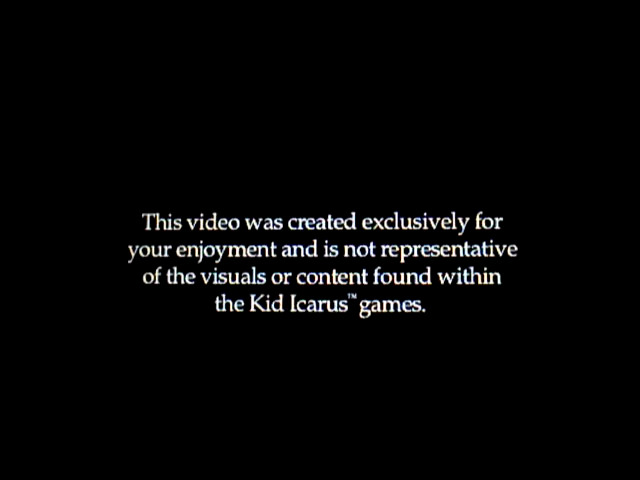 This video was created exclusively for
your enjoyment and is not representative
of the visuals or content found within
the Kid Icarus™ games.